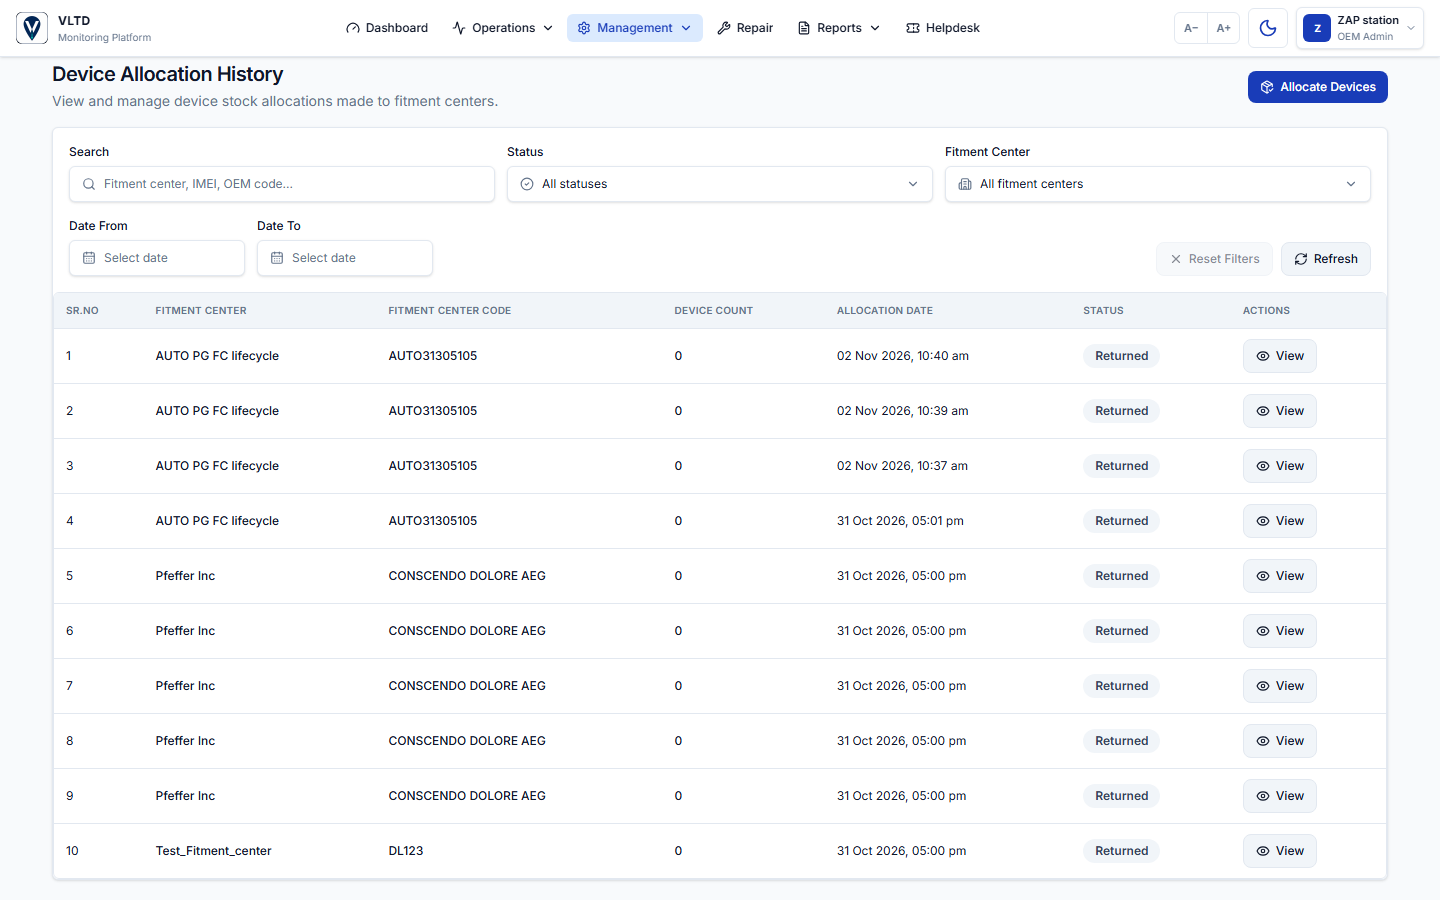 VLTD
Monitoring Platform
Dashboard
Operations
Management
Repair
Reports
Helpdesk
A−
A+
Z
ZAP station
OEM Admin
Device Allocation History
View and manage device stock allocations made to fitment centers.
Allocate Devices
Search
Status
Fitment Center
Fitment center, IMEI, OEM code...
All statuses
All fitment centers
Date From
Date To
Select date
Select date
Reset Filters
Refresh
SR.NO FITMENT CENTER FITMENT CENTER CODE DEVICE COUNT ALLOCATION DATE STATUS ACTIONS
1 AUTO PG FC lifecycle AUTO31305105 0 02 Nov 2026, 10:40 am Returned View
2 AUTO PG FC lifecycle AUTO31305105 0 02 Nov 2026, 10:39 am Returned View
3 AUTO PG FC lifecycle AUTO31305105 0 02 Nov 2026, 10:37 am Returned View
4 AUTO PG FC lifecycle AUTO31305105 0 31 Oct 2026, 05:01 pm Returned View
5 Pfeffer Inc CONSCENDO DOLORE AEG 0 31 Oct 2026, 05:00 pm Returned View
6 Pfeffer Inc CONSCENDO DOLORE AEG 0 31 Oct 2026, 05:00 pm Returned View
7 Pfeffer Inc CONSCENDO DOLORE AEG 0 31 Oct 2026, 05:00 pm Returned View
8 Pfeffer Inc CONSCENDO DOLORE AEG 0 31 Oct 2026, 05:00 pm Returned View
9 Pfeffer Inc CONSCENDO DOLORE AEG 0 31 Oct 2026, 05:00 pm Returned View
10 Test_Fitment_center DL123 0 31 Oct 2026, 05:00 pm Returned View